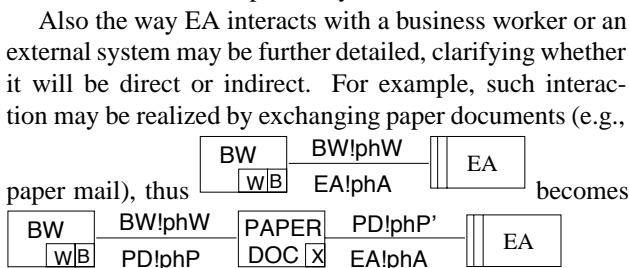 Also the way EA interacts with a business worker or an
external system may be further detailed, clarifying whether
it will be direct or indirect. For example, such interac-
tion may be realized by exchanging paper documents (e.g.,
paper mail), thus BW W B BW!phW EA!phA EA becomes
BW W B BW!phW PD!phP PAPER DOC X PD!phP' EA!phA EA